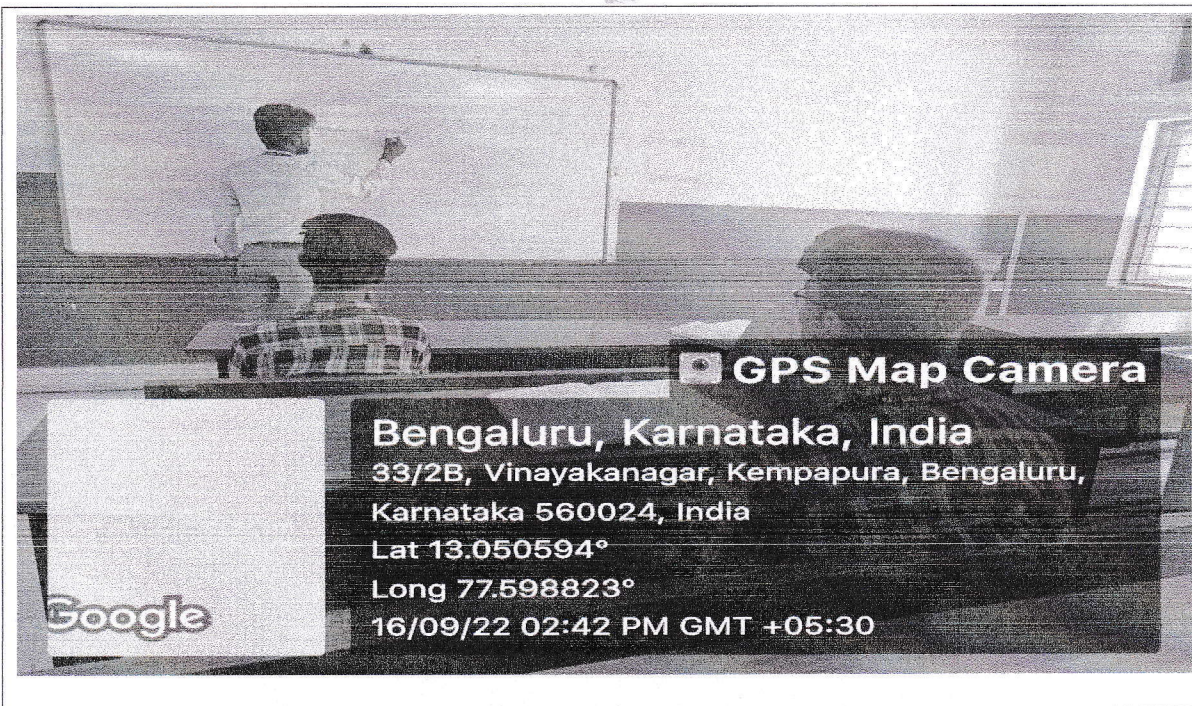 GPS Map Camera
Bengaluru, Karnataka, India
33/2B, Vinayakanagar, Kempapura, Bengaluru,
Karnataka 560024, India
Lat 13.050594°
Long 77.598823°
16/09/22 02:42 PM GMT +05:30
Google